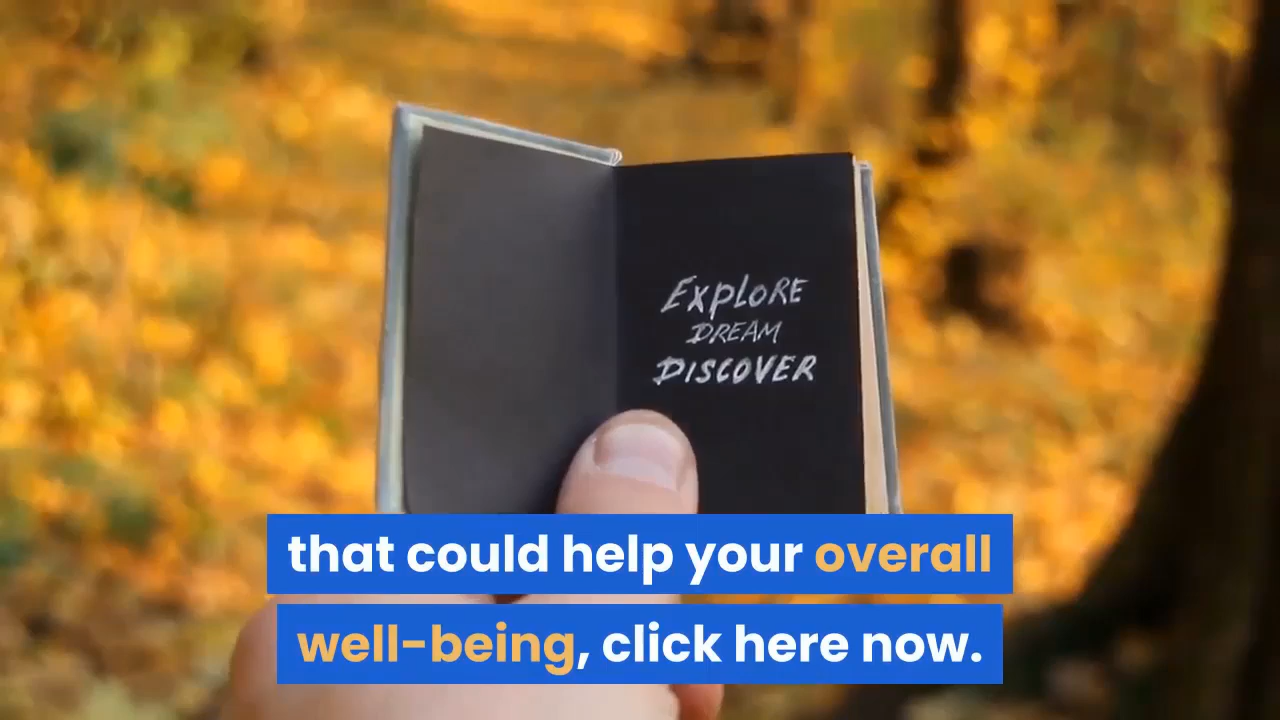 EXPLORE
DREAM
DISCOVER
that could help your overall
well-being, click here now.